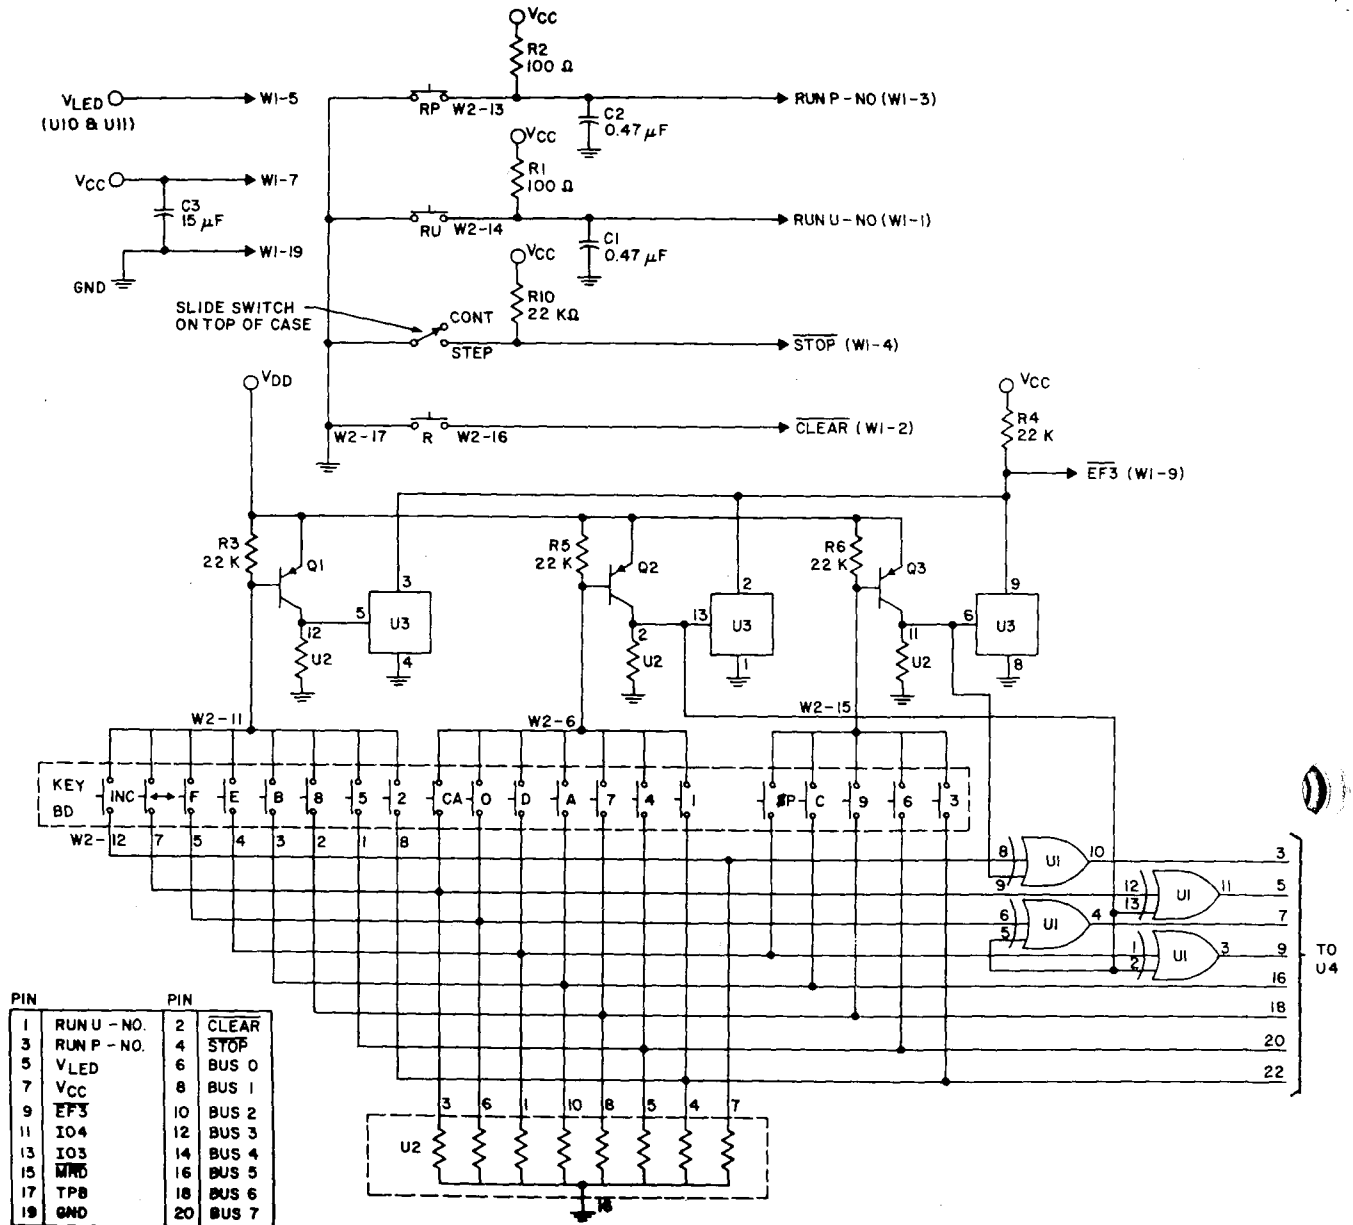 VCC
R2
100 Ω
VLED
(U10 & U11)
W1-5
RP
W2-13
RUN P-NO (W1-3)
C2
0.47 µF
VCC
R1
100 Ω
VCC
W1-7
C3
15 µF
RU
W2-14
RUN U-NO (W1-1)
C1
0.47 µF
W1-19
GND
VCC
R10
22 KΩ
SLIDE SWITCH
ON TOP OF CASE
CONT
STEP
STOP (W1-4)
VDD
VCC
R4
22 K
W2-17
R
W2-16
CLEAR (W1-2)
EF3 (W1-9)
R3
22 K
Q1
3
5
U3
4
12
U2
R5
22 K
Q2
2
13
U3
1
2
U2
R6
22 K
Q3
9
6
U3
8
11
U2
W2-11
W2-6
W2-15
KEY
BD
INC
↔
F
E
B
8
5
2
CA
0
D
A
7
4
1
$P
C
9
6
3
W2-12
7
5
4
3
2
1
8
8
9
U1
10
3
12
13
U1
11
5
6
5
U1
4
7
1
2
U1
3
9
16
18
20
22
TO
U4
3
6
1
10
8
5
4
7
U2
16
PIN
PIN
1 RUN U-NO. 2 CLEAR
3 RUN P-NO. 4 STOP
5 VLED 6 BUS 0
7 VCC 8 BUS 1
9 EF3 10 BUS 2
11 IO4 12 BUS 3
13 IO3 14 BUS 4
15 MRD 16 BUS 5
17 TPB 18 BUS 6
19 GND 20 BUS 7